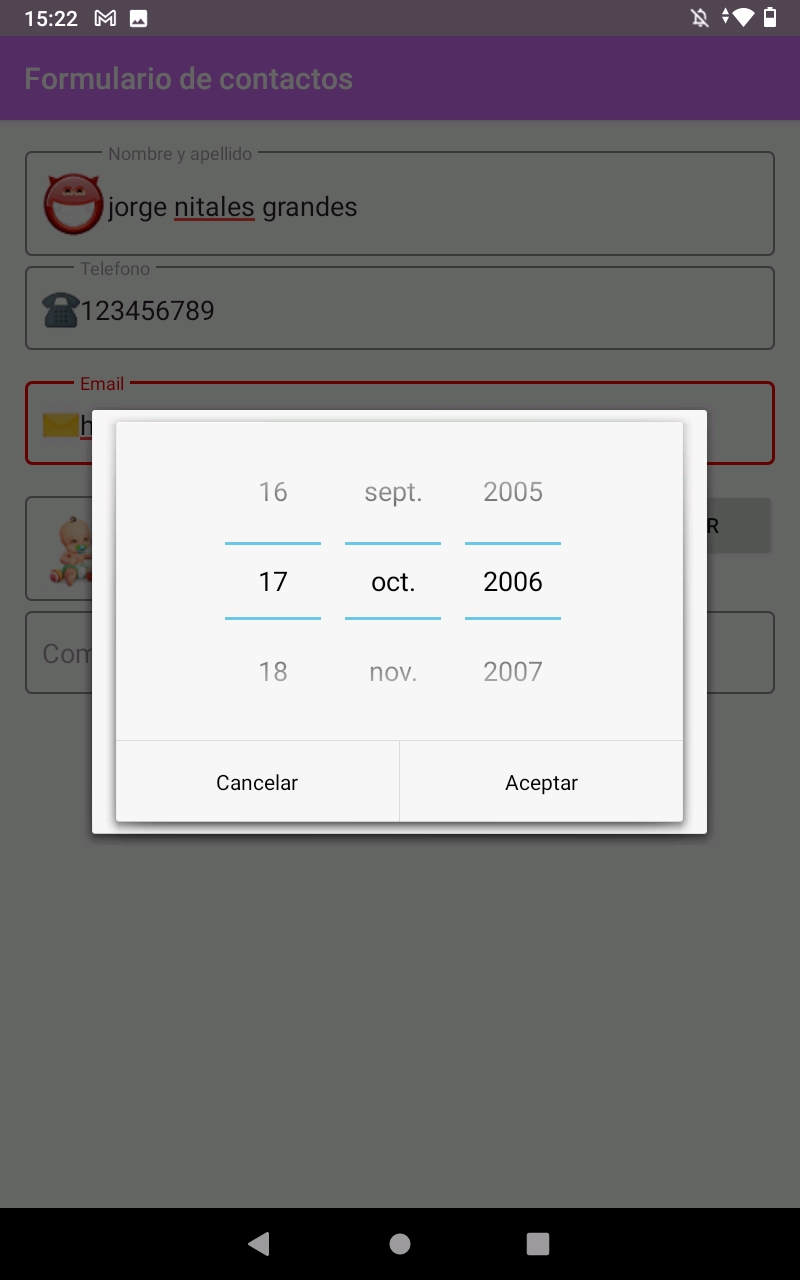 15:22
Formulario de contactos
Nombre y apellido
jorge nitales grandes
Telefono
123456789
Email
h
16 sept. 2005
R
17 oct. 2006
18 nov. 2007
Com
Cancelar Aceptar